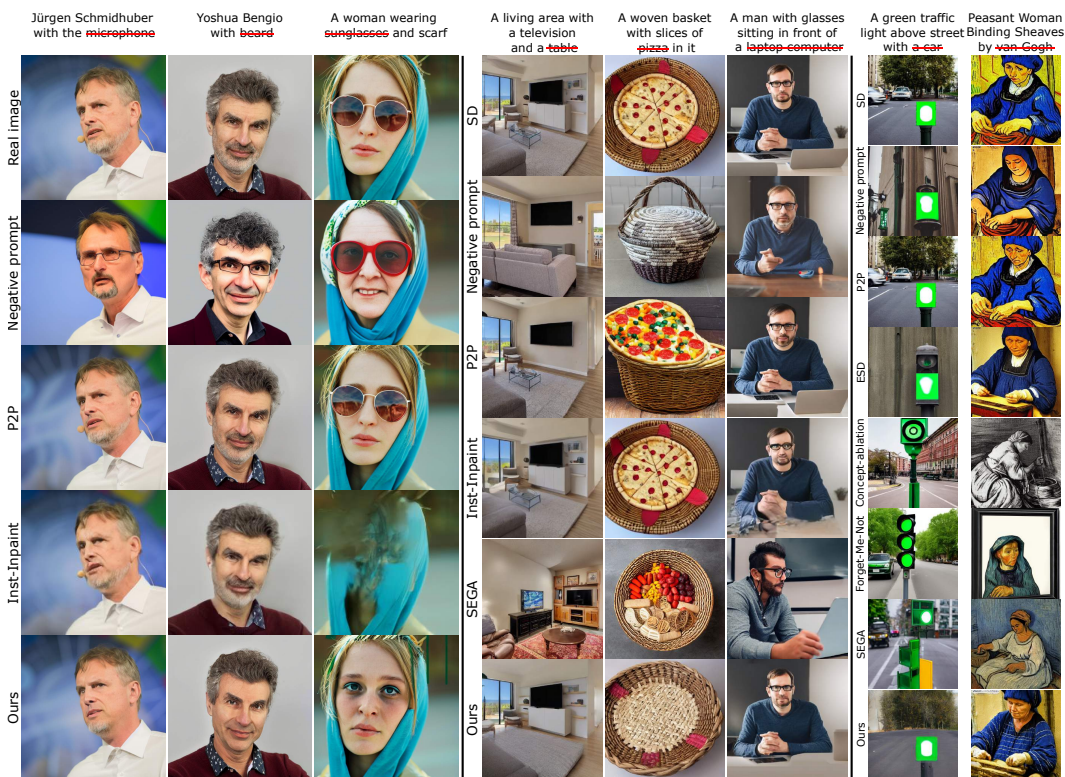 Jürgen Schmidhuber
with the microphone
Yoshua Bengio
with beard
A woman wearing
sunglasses and scarf
A living area with
a television
and a table
A woven basket
with slices of
pizza in it
A man with glasses
sitting in front of
a laptop computer
A green traffic
light above street
with a car
Peasant Woman
Binding Sheaves
by van Gogh
Real image
Negative prompt
P2P
Inst-Inpaint
Ours
SD
Negative prompt
P2P
Inst-Inpaint
SEGA
Ours
SD
Negative prompt
P2P
ESD
Concept-ablation
Forget-Me-Not
SEGA
Ours